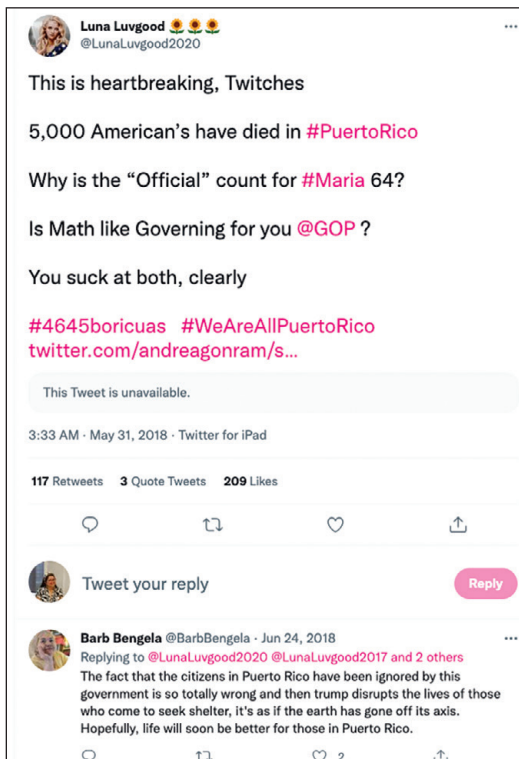 Luna Luvgood 🌻🌻🌻
@LunaLuvgood2020
This is heartbreaking, Twitches
5,000 American's have died in #PuertoRico
Why is the “Official” count for #Maria 64?
Is Math like Governing for you @GOP ?
You suck at both, clearly
#4645boricuas #WeAreAllPuertoRico
twitter.com/andreagonram/s...
This Tweet is unavailable.
3:33 AM · May 31, 2018 · Twitter for iPad
117 Retweets 3 Quote Tweets 209 Likes
Tweet your reply
Reply
Barb Bengela @BarbBengela · Jun 24, 2018
Replying to @LunaLuvgood2020 @LunaLuvgood2017 and 2 others
The fact that the citizens in Puerto Rico have been ignored by this
government is so totally wrong and then trump disrupts the lives of those
who come to seek shelter, it's as if the earth has gone off its axis.
Hopefully, life will soon be better for those in Puerto Rico.
2